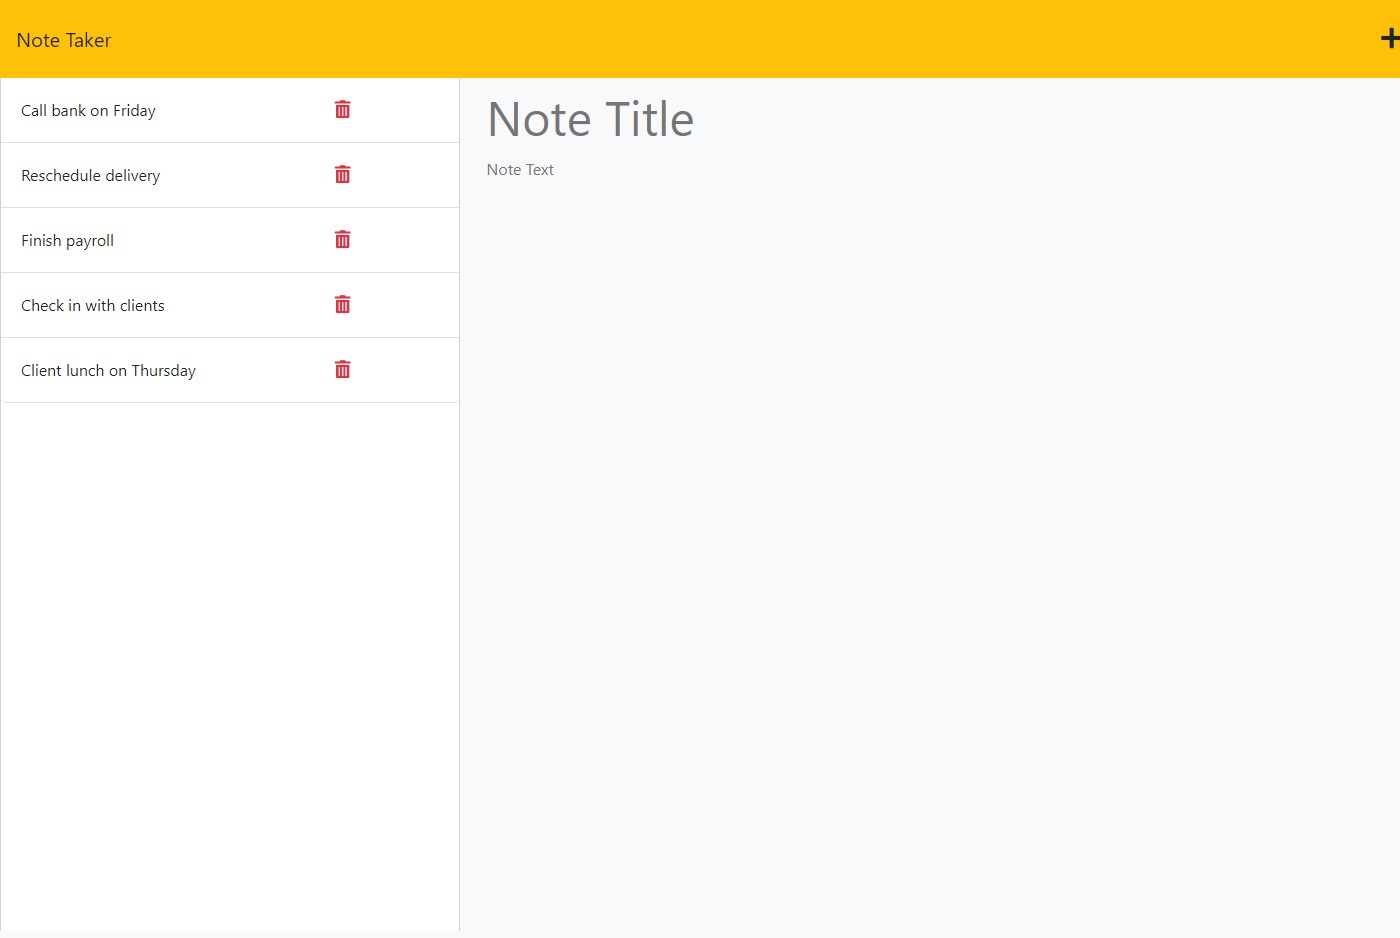 Note Taker
Call bank on Friday
Reschedule delivery
Finish payroll
Check in with clients
Client lunch on Thursday
Note Title
Note Text